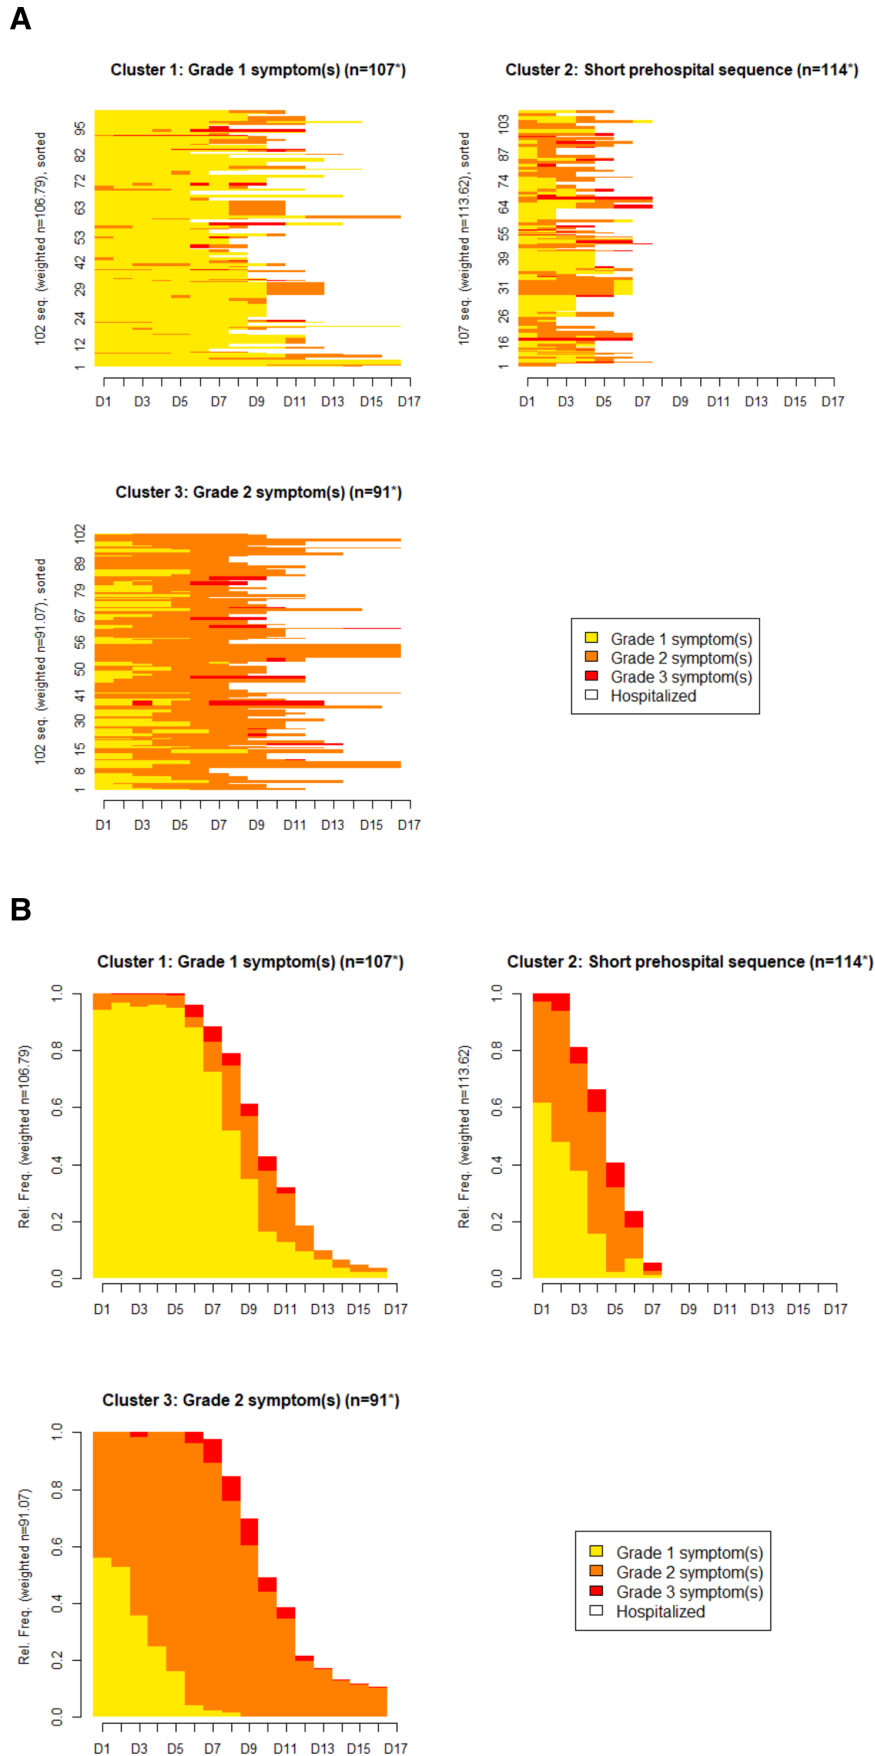 A
Cluster 1: Grade 1 symptom(s) (n=107*)
102 seq. (weighted n=106.79), sorted
95
82
72
63
53
42
29
24
12
1
D1 D3 D5 D7 D9 D11 D13 D15 D17
Cluster 2: Short prehospital sequence (n=114*)
107 seq. (weighted n=113.62), sorted
103
87
74
64
55
39
31
26
16
1
D1 D3 D5 D7 D9 D11 D13 D15 D17
Cluster 3: Grade 2 symptom(s) (n=91*)
102 seq. (weighted n=91.07), sorted
102
89
79
67
56
50
41
30
15
8
1
D1 D3 D5 D7 D9 D11 D13 D15 D17
Grade 1 symptom(s)
Grade 2 symptom(s)
Grade 3 symptom(s)
Hospitalized
B
Cluster 1: Grade 1 symptom(s) (n=107*)
Rel. Freq. (weighted n=106.79)
1.0
0.8
0.6
0.4
0.2
0.0
D1 D3 D5 D7 D9 D11 D13 D15 D17
Cluster 2: Short prehospital sequence (n=114*)
Rel. Freq. (weighted n=113.62)
1.0
0.8
0.6
0.4
0.2
0.0
D1 D3 D5 D7 D9 D11 D13 D15 D17
Cluster 3: Grade 2 symptom(s) (n=91*)
Rel. Freq. (weighted n=91.07)
1.0
0.8
0.6
0.4
0.2
0.0
D1 D3 D5 D7 D9 D11 D13 D15 D17
Grade 1 symptom(s)
Grade 2 symptom(s)
Grade 3 symptom(s)
Hospitalized